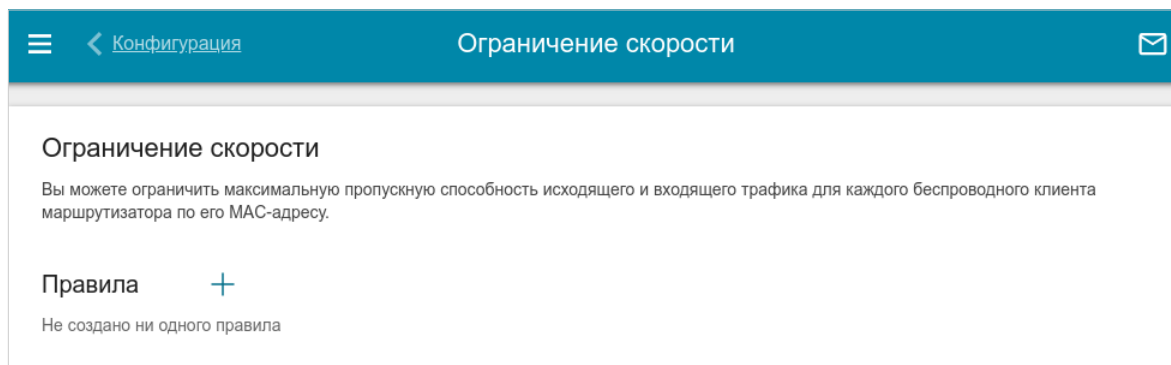 Конфигурация
Ограничение скорости
Ограничение скорости
Вы можете ограничить максимальную пропускную способность исходящего и входящего трафика для каждого беспроводного клиента
маршрутизатора по его MAC-адресу.
Правила
Не создано ни одного правила